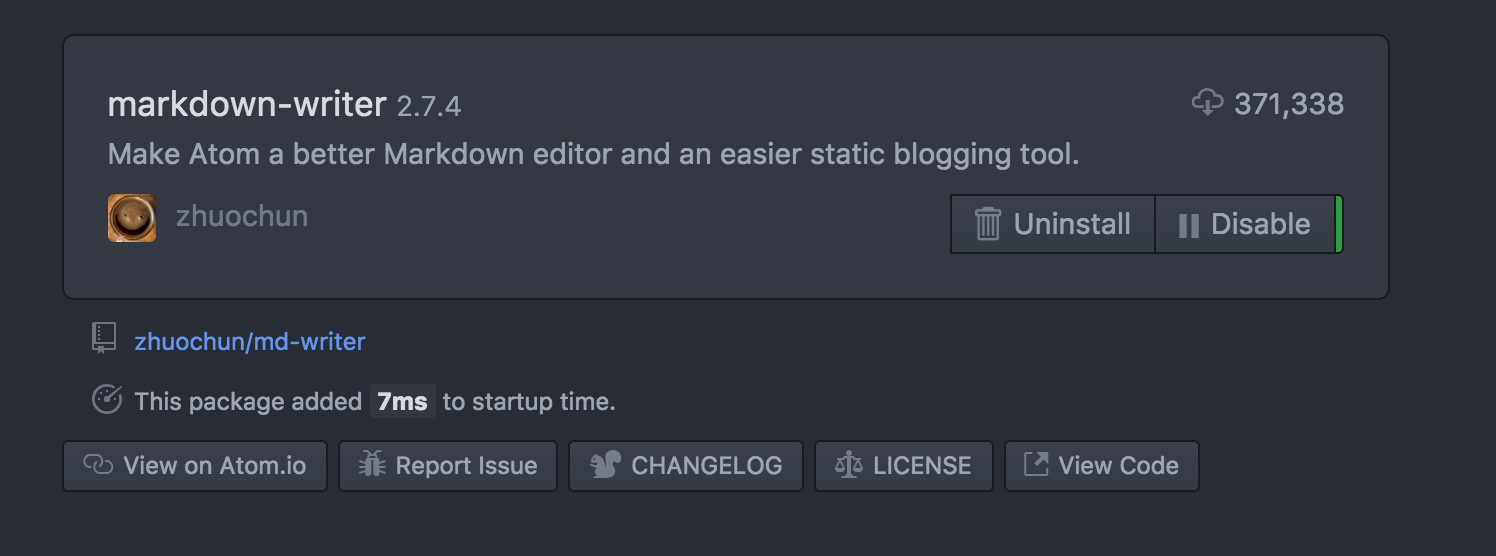 markdown-writer 2.7.4
371,338
Make Atom a better Markdown editor and an easier static blogging tool.
zhuochun
Uninstall
Disable
zhuochun/md-writer
This package added 7ms to startup time.
View on Atom.io
Report Issue
CHANGELOG
LICENSE
View Code